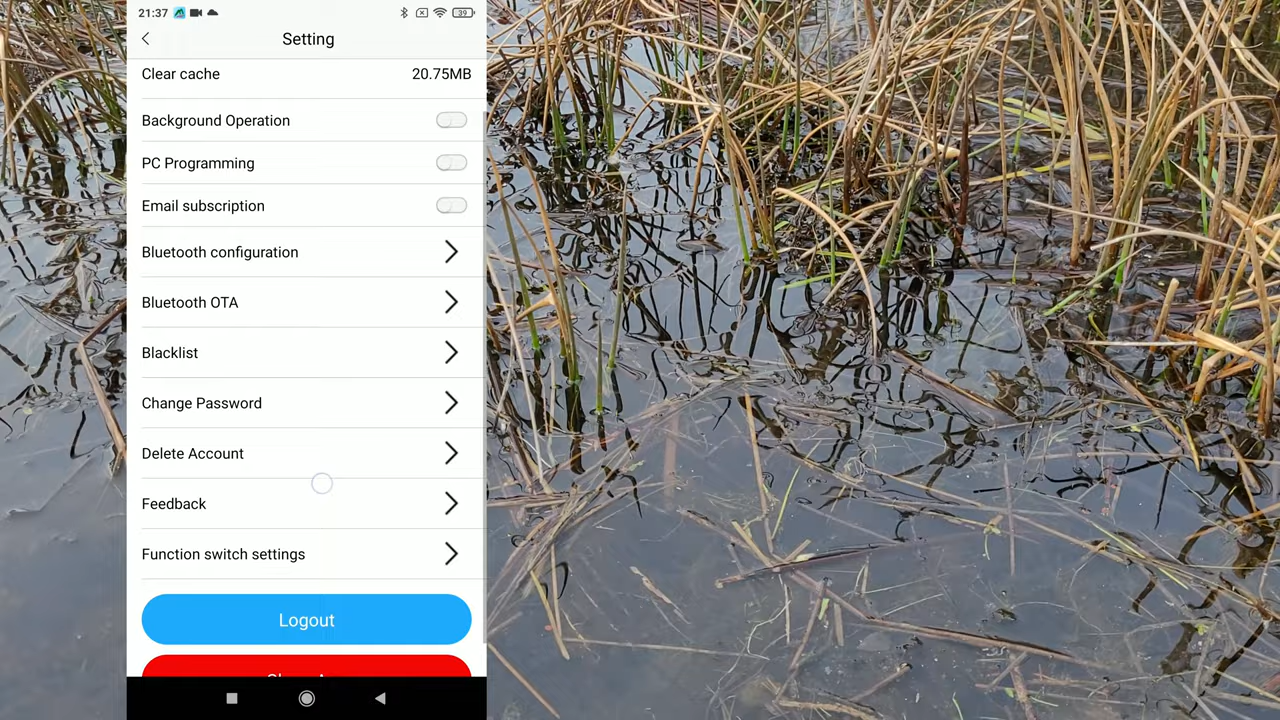 21:37
39
Setting
Clear cache 20.75MB
Background Operation
PC Programming
Email subscription
Bluetooth configuration
Bluetooth OTA
Blacklist
Change Password
Delete Account
Feedback
Function switch settings
Logout